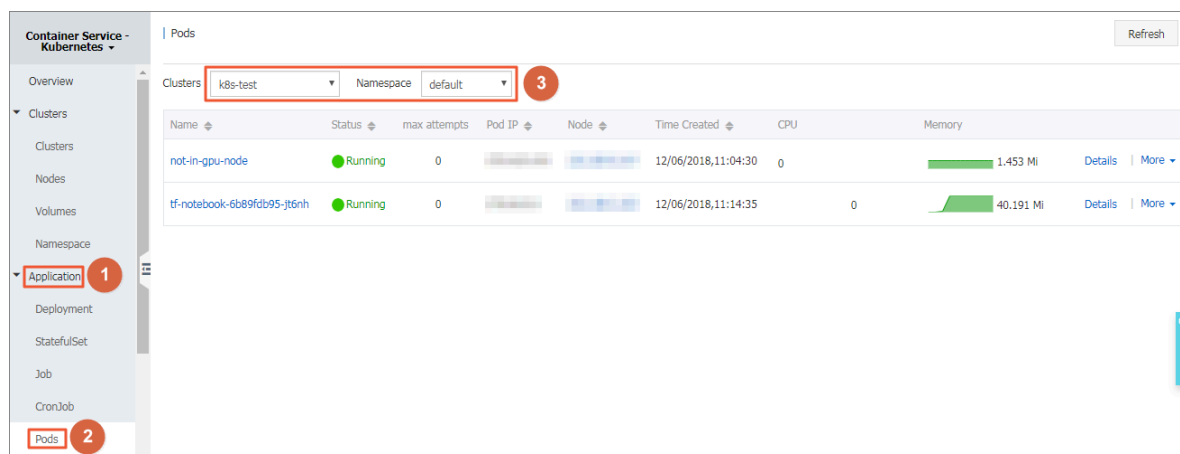 Container Service -
Kubernetes
Overview
Clusters
Clusters
Nodes
Volumes
Namespace
Application 1
Deployment
StatefulSet
Job
CronJob
Pods 2
Pods Refresh
Clusters k8s-test Namespace default 3
Name Status max attempts Pod IP Node Time Created CPU Memory
not-in-gpu-node Running 0 12/06/2018,11:04:30 0 1.453 Mi Details | More
tf-notebook-6b89fdb95-jt6nh Running 0 12/06/2018,11:14:35 0 40.191 Mi Details | More